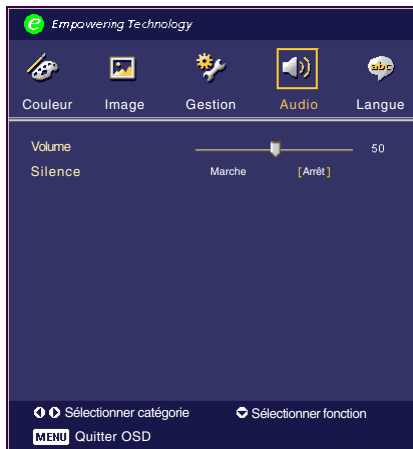 e Empowering Technology
Couleur Image Gestion Audio Langue
abc
Volume 50
Silence Marche [Arrêt]
Sélectionner catégorie Sélectionner fonction
MENU Quitter OSD